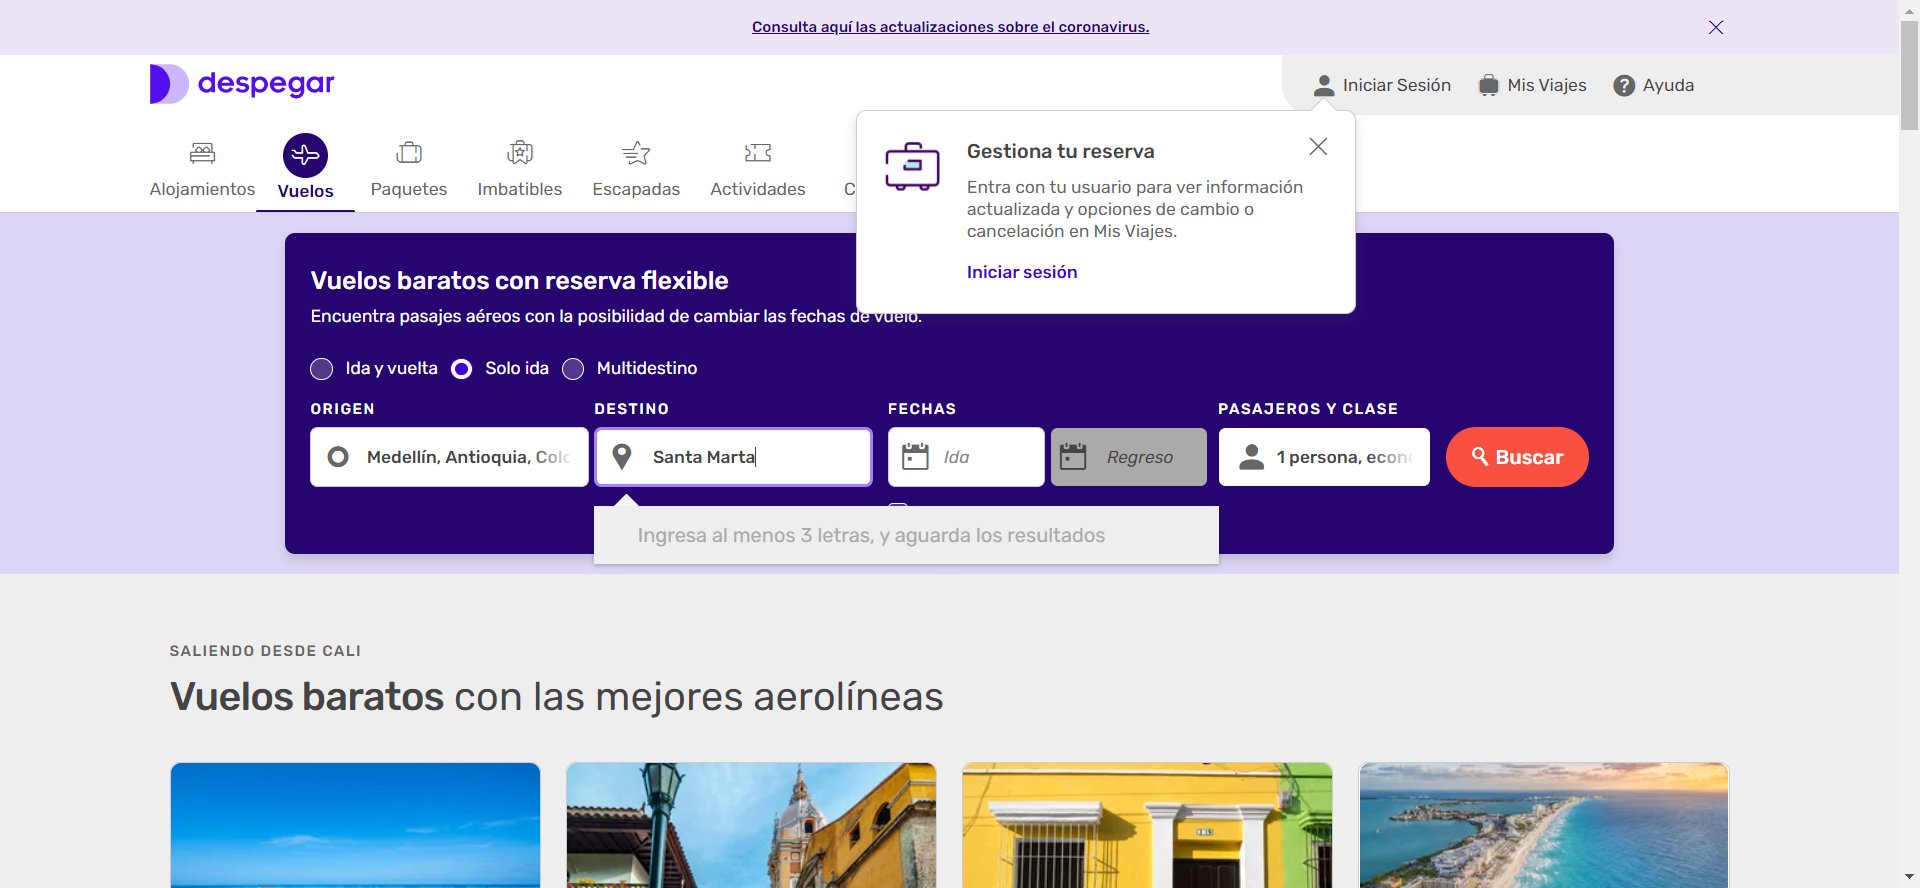 Consulta aquí las actualizaciones sobre el coronavirus.
despegar
Iniciar Sesión
Mis Viajes
Ayuda
Alojamientos
Vuelos
Paquetes
Imbatibles
Escapadas
Actividades
C
Gestiona tu reserva
Entra con tu usuario para ver información
actualizada y opciones de cambio o
cancelación en Mis Viajes.
Iniciar sesión
Vuelos baratos con reserva flexible
Encuentra pasajes aéreos con la posibilidad de cambiar las fechas de vuelo.
Ida y vuelta
Solo ida
Multidestino
ORIGEN
DESTINO
FECHAS
PASAJEROS Y CLASE
Medellín, Antioquia, Colo
Santa Marta
Ida
Regreso
1 persona, econo
Buscar
Ingresa al menos 3 letras, y aguarda los resultados
SALIENDO DESDE CALI
Vuelos baratos con las mejores aerolíneas